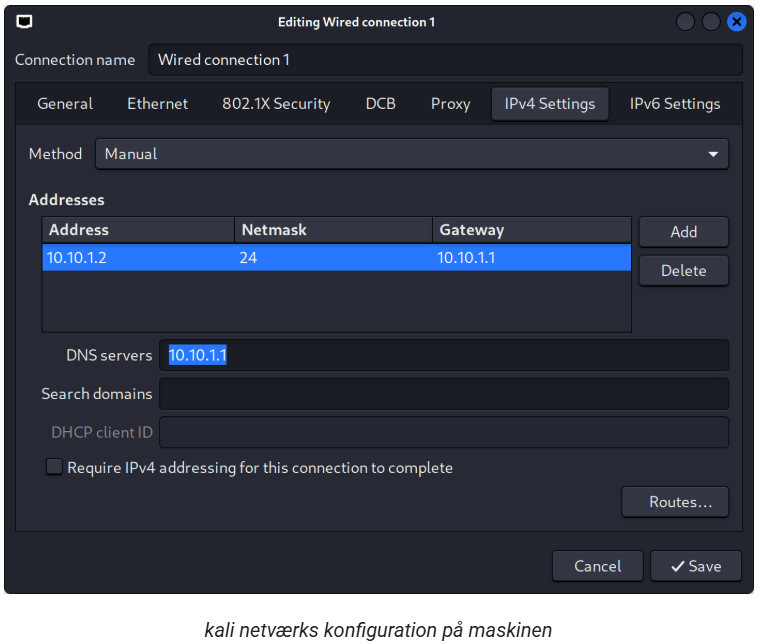 Editing Wired connection 1
Connection name Wired connection 1
General Ethernet 802.1X Security DCB Proxy IPv4 Settings IPv6 Settings
Method Manual
Addresses
Address Netmask Gateway
Add
10.10.1.2 24 10.10.1.1
Delete
DNS servers 10.10.1.1
Search domains
DHCP client ID
Require IPv4 addressing for this connection to complete
Routes...
Cancel Save
kali netværks konfiguration på maskinen